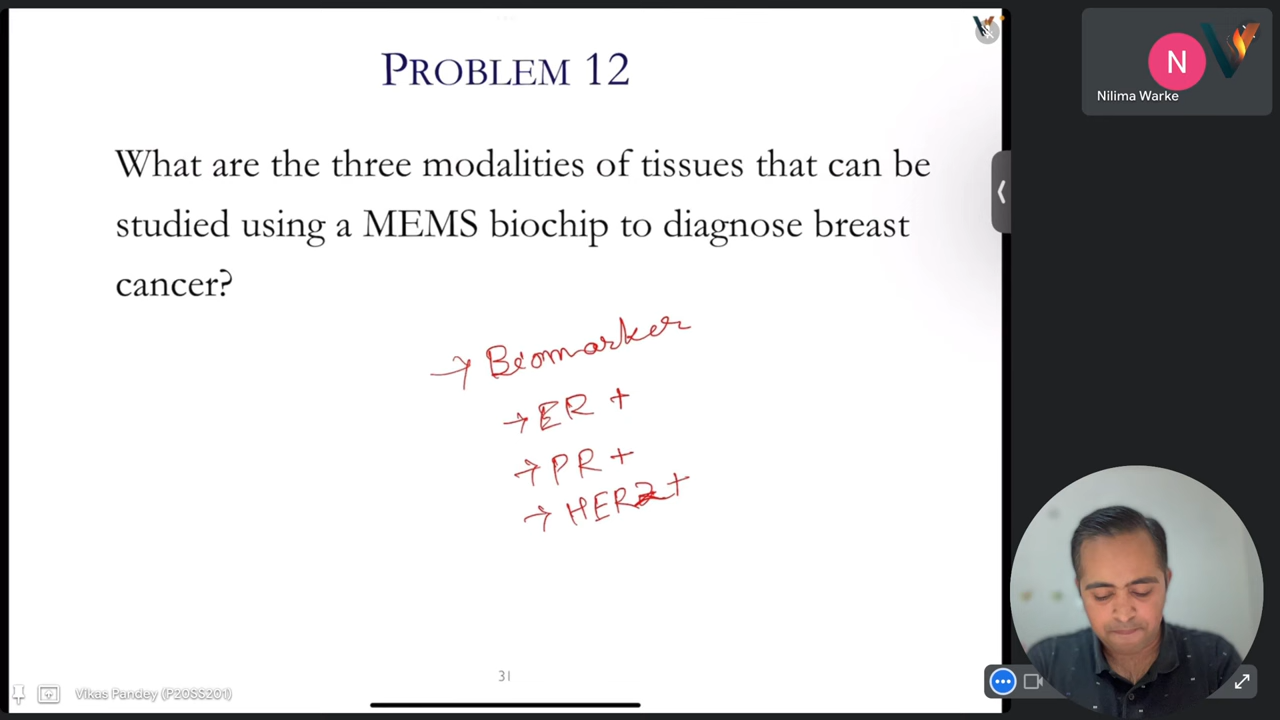 PROBLEM 12
What are the three modalities of tissues that can be
studied using a MEMS biochip to diagnose breast
cancer?
→ Biomarker
→ ER +
→ PR +
→ HER2 +
31
Vikas Pandey (P20SS201)
N
Nilima Warke